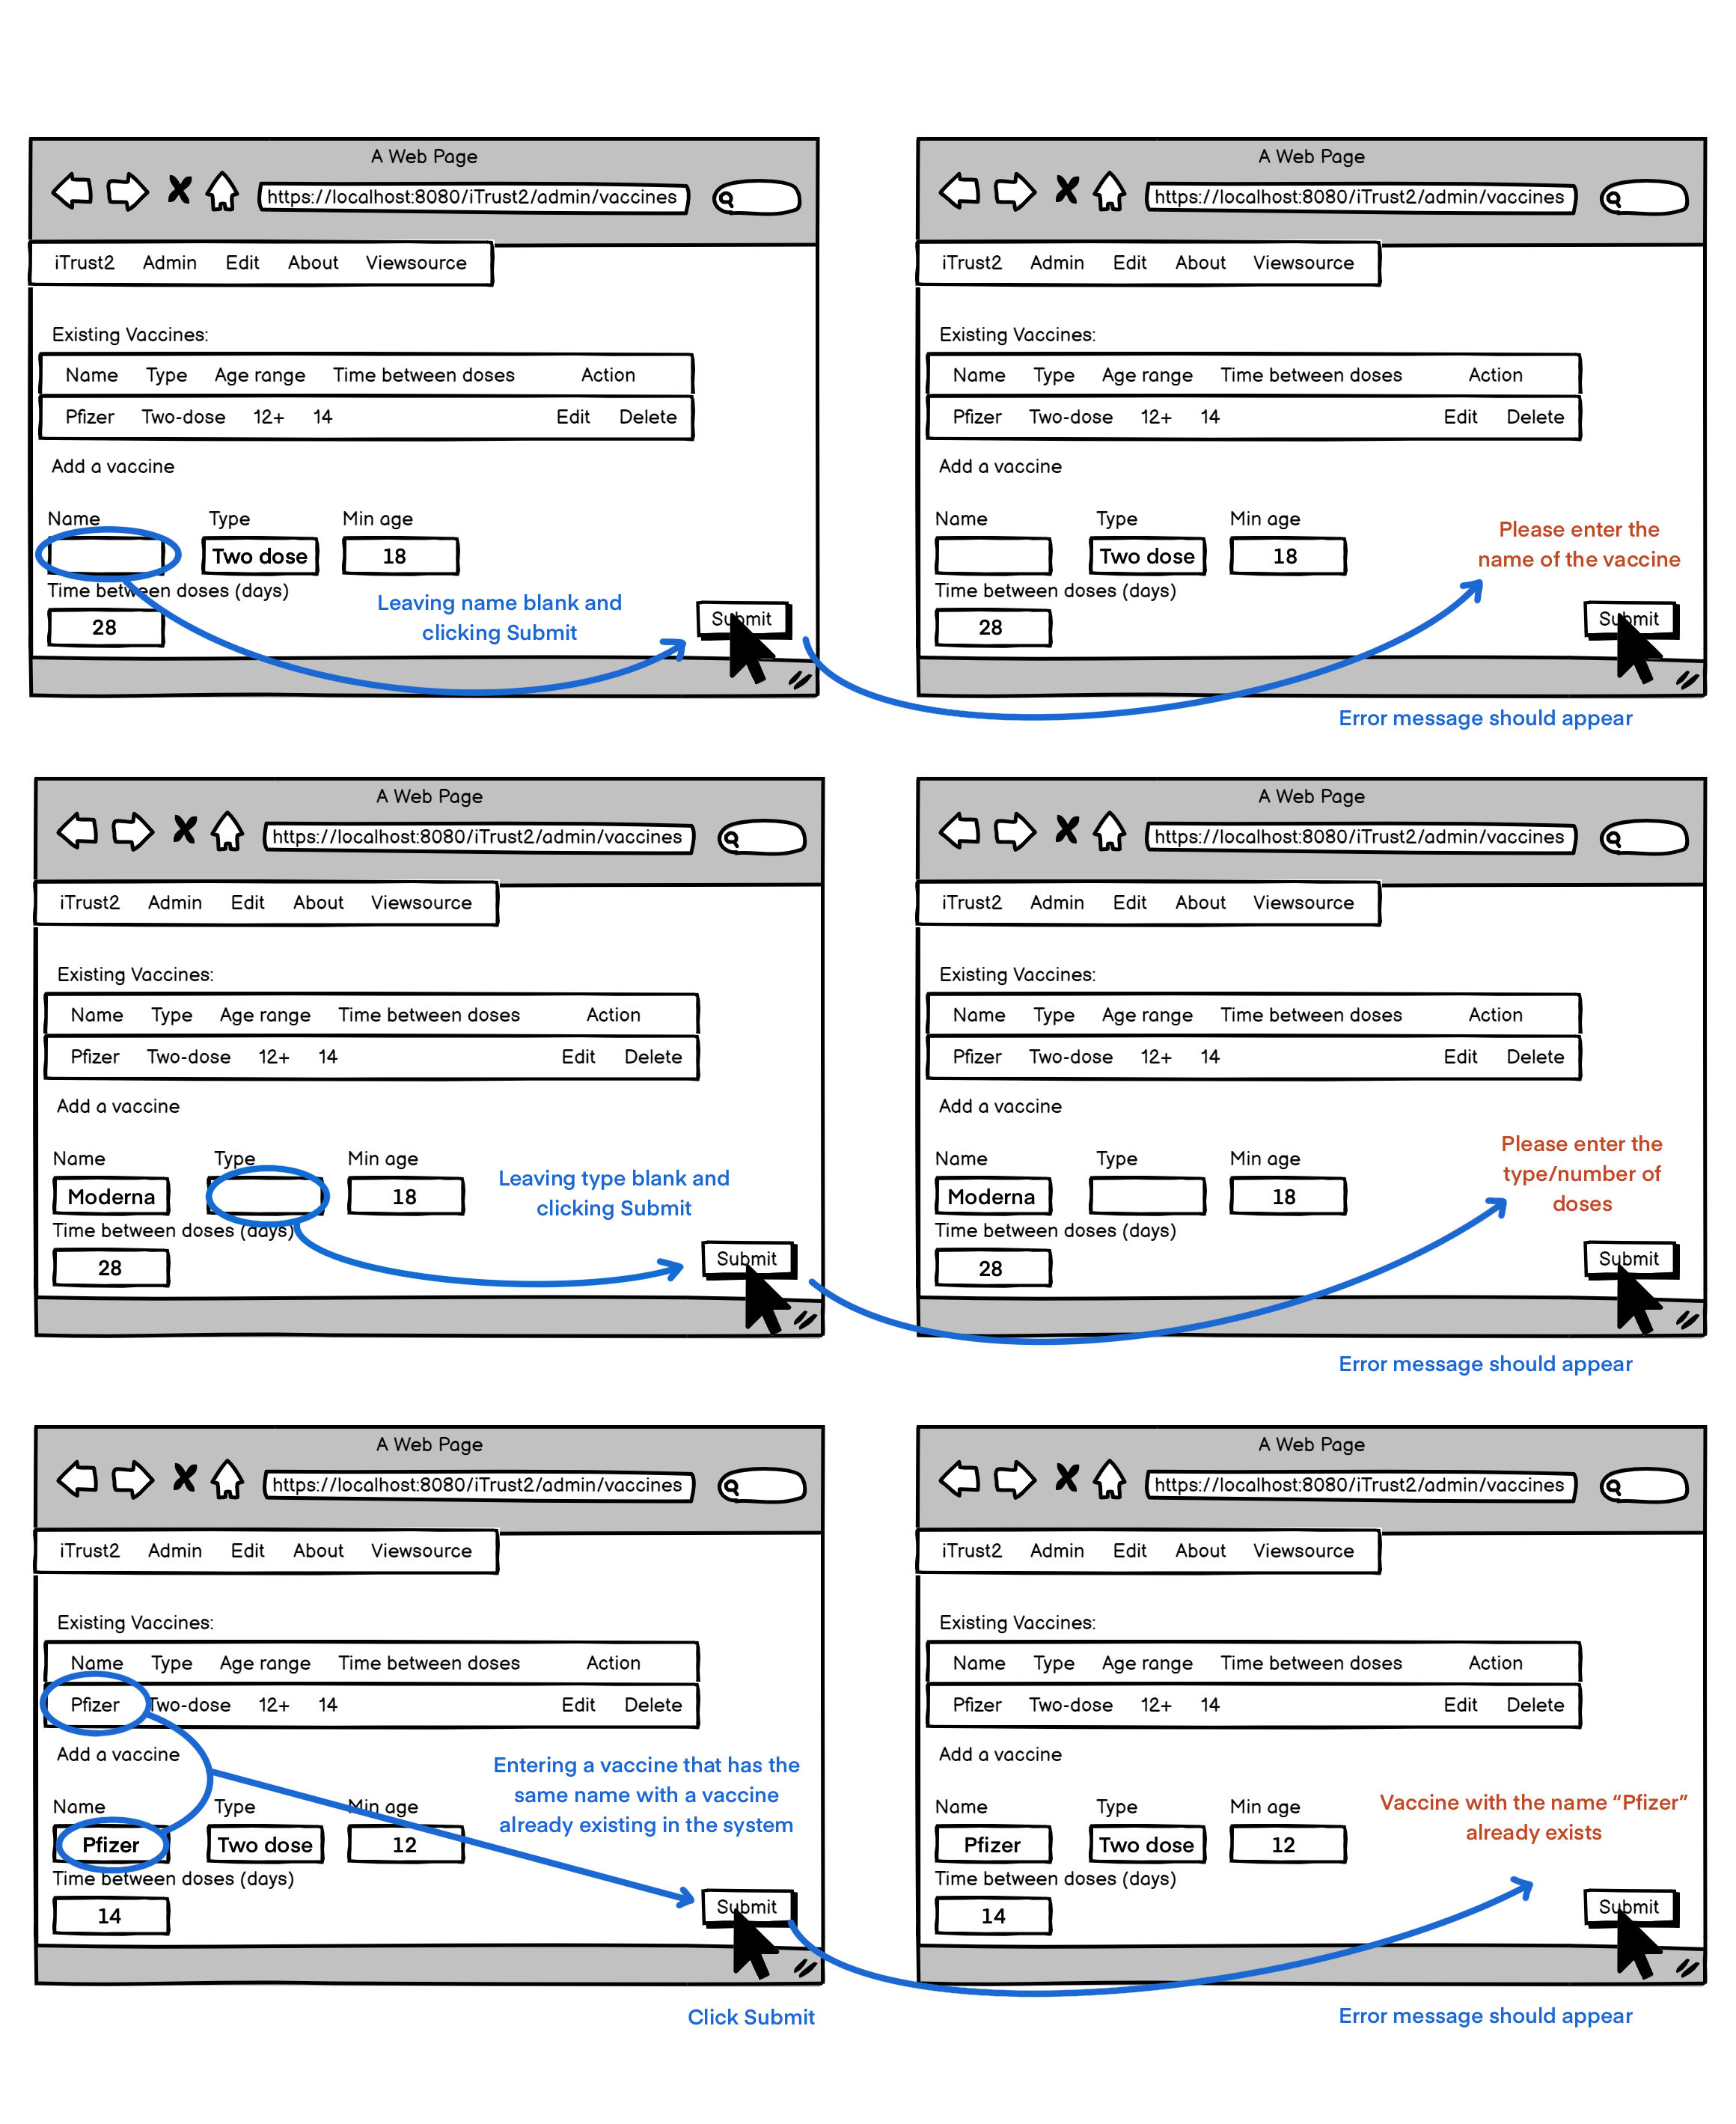 A Web Page
https://localhost:8080/iTrust2/admin/vaccines
iTrust2 Admin Edit About Viewsource
Existing Vaccines:
Name Type Age range Time between doses Action
Pfizer Two-dose 12+ 14 Edit Delete
Add a vaccine
Name Type Min age
Two dose 18
Time between doses (days)
28
Leaving name blank and
clicking Submit
Submit
A Web Page
https://localhost:8080/iTrust2/admin/vaccines
iTrust2 Admin Edit About Viewsource
Existing Vaccines:
Name Type Age range Time between doses Action
Pfizer Two-dose 12+ 14 Edit Delete
Add a vaccine
Name Type Min age
Two dose 18
Time between doses (days)
28
Please enter the
name of the vaccine
Submit
Error message should appear
A Web Page
https://localhost:8080/iTrust2/admin/vaccines
iTrust2 Admin Edit About Viewsource
Existing Vaccines:
Name Type Age range Time between doses Action
Pfizer Two-dose 12+ 14 Edit Delete
Add a vaccine
Name Type Min age
Moderna 18
Time between doses (days)
28
Leaving type blank and
clicking Submit
Submit
A Web Page
https://localhost:8080/iTrust2/admin/vaccines
iTrust2 Admin Edit About Viewsource
Existing Vaccines:
Name Type Age range Time between doses Action
Pfizer Two-dose 12+ 14 Edit Delete
Add a vaccine
Name Type Min age
Moderna 18
Time between doses (days)
28
Please enter the
type/number of
doses
Submit
Error message should appear
A Web Page
https://localhost:8080/iTrust2/admin/vaccines
iTrust2 Admin Edit About Viewsource
Existing Vaccines:
Name Type Age range Time between doses Action
Pfizer Two-dose 12+ 14 Edit Delete
Add a vaccine
Name Type Min age
Pfizer Two dose 12
Time between doses (days)
14
Entering a vaccine that has the
same name with a vaccine
already existing in the system
Submit
Click Submit
A Web Page
https://localhost:8080/iTrust2/admin/vaccines
iTrust2 Admin Edit About Viewsource
Existing Vaccines:
Name Type Age range Time between doses Action
Pfizer Two-dose 12+ 14 Edit Delete
Add a vaccine
Name Type Min age
Pfizer Two dose 12
Time between doses (days)
14
Vaccine with the name “Pfizer”
already exists
Submit
Error message should appear